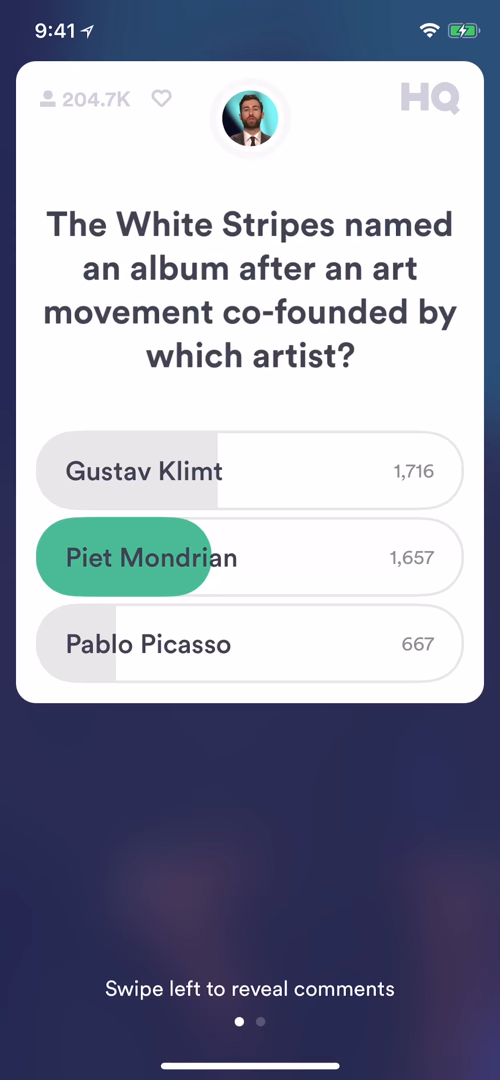 9:41
204.7K
HQ
The White Stripes named
an album after an art
movement co-founded by
which artist?
Gustav Klimt 1,716
Piet Mondrian 1,657
Pablo Picasso 667
Swipe left to reveal comments